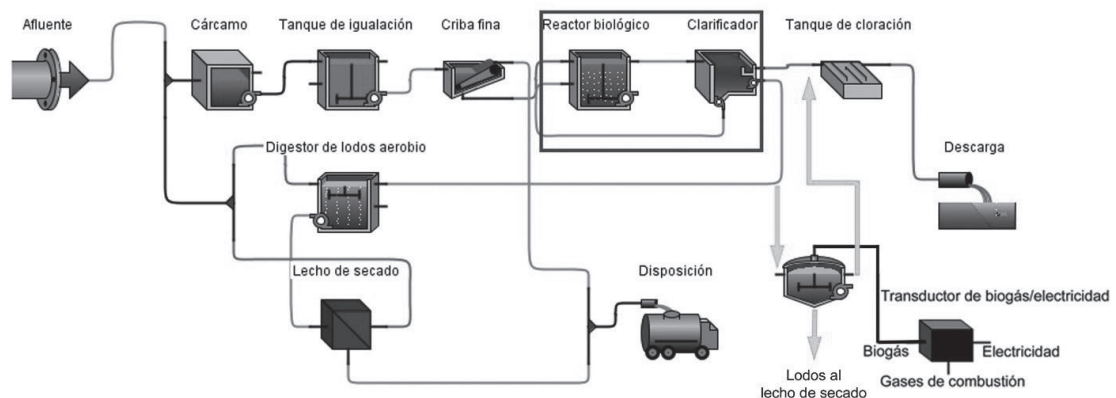 Afluente
Cárcamo
Tanque de igualación
Criba fina
Reactor biológico
Clarificador
Tanque de cloración
Digestor de lodos aerobio
Descarga
Lecho de secado
Disposición
Transductor de biogás/electricidad
Biogás
Electricidad
Gases de combustión
Lodos al
lecho de secado